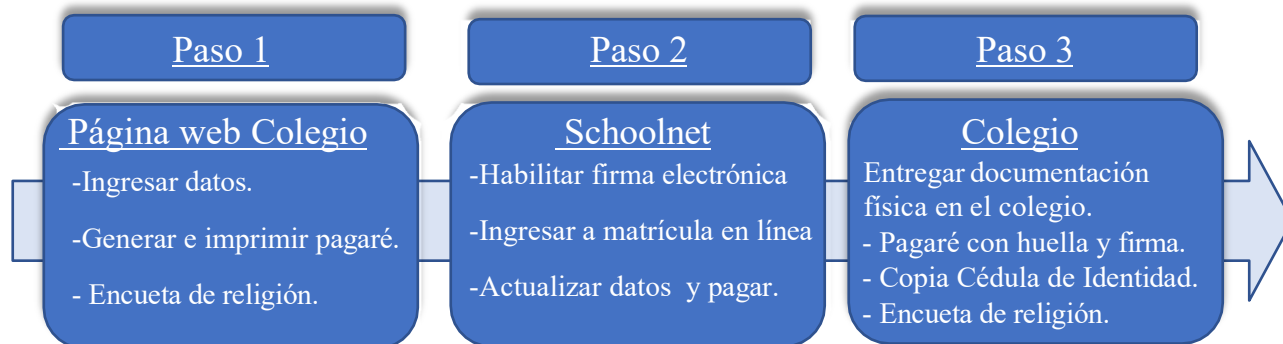 Paso 1
Página web Colegio
-Ingresar datos.
-Generar e imprimir pagaré.
- Encueta de religión.
Paso 2
Schoolnet
-Habilitar firma electrónica
-Ingresar a matrícula en línea
-Actualizar datos y pagar.
Paso 3
Colegio
Entregar documentación
física en el colegio.
- Pagaré con huella y firma.
- Copia Cédula de Identidad.
- Encueta de religión.